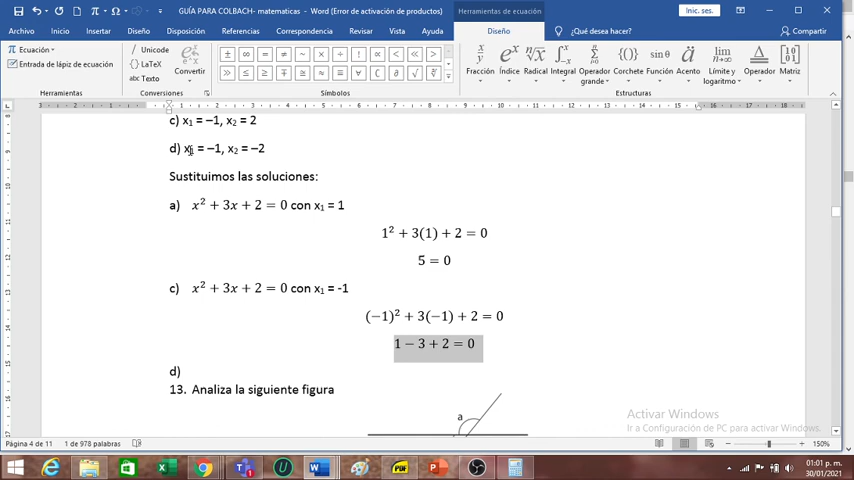 GUÍA PARA COLBACH- matematicas - Word (Error de activación de productos)
Herramientas de ecuación
Inic. ses.
Archivo Inicio Insertar Diseño Disposición Referencias Correspondencia Revisar Vista Ayuda Diseño ¿Qué desea hacer? Compartir
Ecuación
Entrada de lápiz de ecuación
Unicode
{}LaTeX
abc Texto
Convertir
± ∞ = ≠ ~ × ÷ ! ∝ <
≪ > ≫ ≤ ≥ ∓ ≅ ≈ ≡ ∀ ∁ ∂ √ ∛
Fracción Índice Radical Integral Operador grande Corchete Función Acento Límite y logaritmo Operador Matriz
Herramientas Conversiones Símbolos Estructuras
c) x₁ = –1, x₂ = 2
d) x₁ = –1, x₂ = –2
Sustituimos las soluciones:
a) x² + 3x + 2 = 0 con x₁ = 1
1² + 3(1) + 2 = 0
5 = 0
c) x² + 3x + 2 = 0 con x₁ = -1
(−1)² + 3(−1) + 2 = 0
1 − 3 + 2 = 0
d)
13. Analiza la siguiente figura
a
Activar Windows
Ir a Configuración de PC para activar Windows.
Página 4 de 11 1 de 978 palabras 150%
01:01 p. m.
30/01/2021